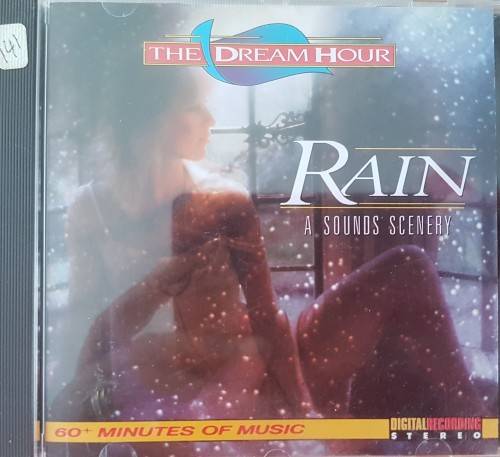 141
THE DREAM HOUR
RAIN
A SOUNDS SCENERY
60+ MINUTES OF MUSIC
DIGITAL RECORDING
STEREO